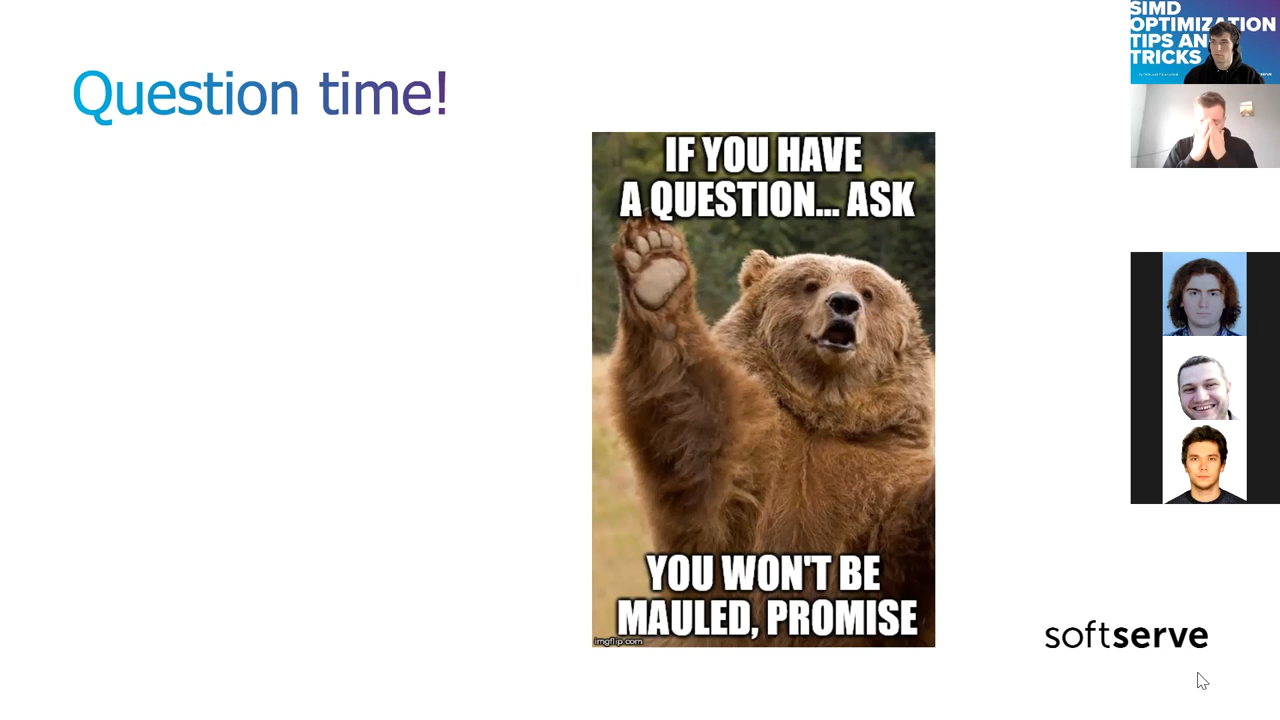 Question time!
IF YOU HAVE
A QUESTION... ASK
YOU WON'T BE
MAULED, PROMISE
imgflip.com
softserve
SIMD
OPTIMIZATION
TIPS AN
TRICKS